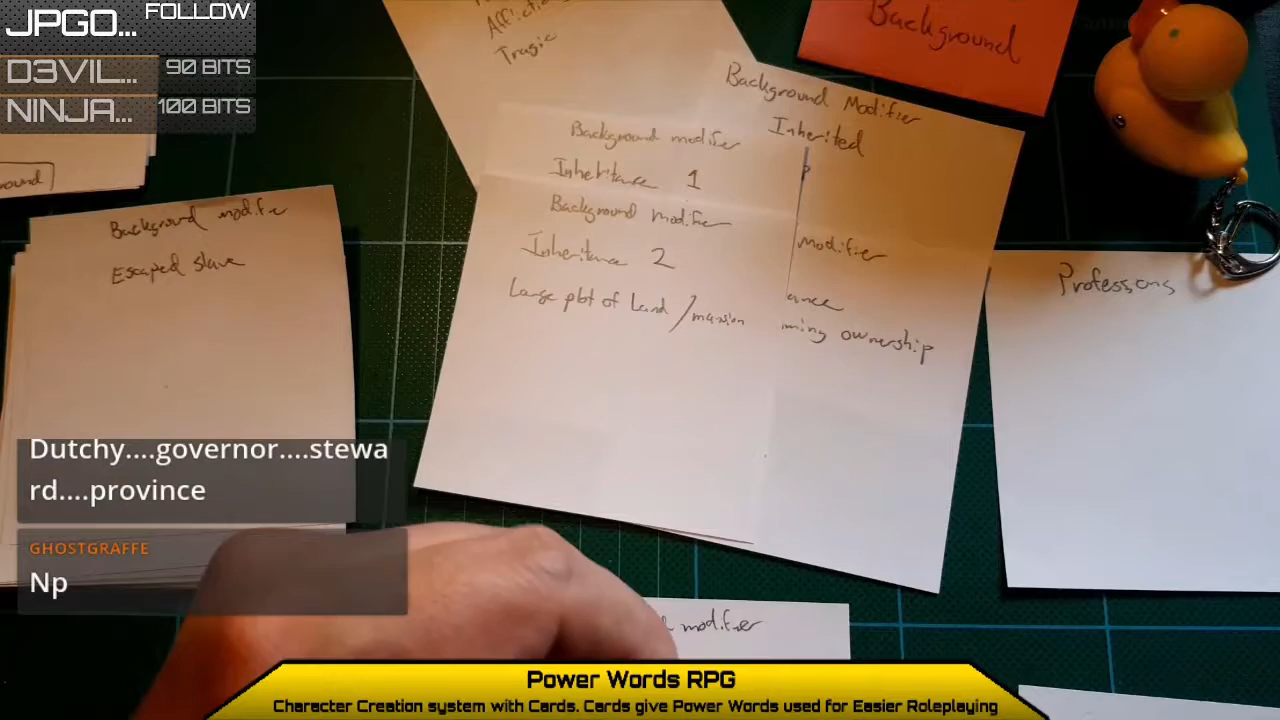 JPGO... FOLLOW
D3VIL... 90 BITS
NINJA... 100 BITS
Tragic
Background
Background Modifier
Inherited
Background modifier
Inheritance 1
Background modifier
Inheritance 2
Large plot of Land / mansion
modifier
ance
ming ownership
ound
Background modifier
Escaped slave
Professions
Dutchy....governor....stewa
rd....province
GHOSTGRAFFE
Np
modifier
Power Words RPG
Character Creation system with Cards. Cards give Power Words used for Easier Roleplaying